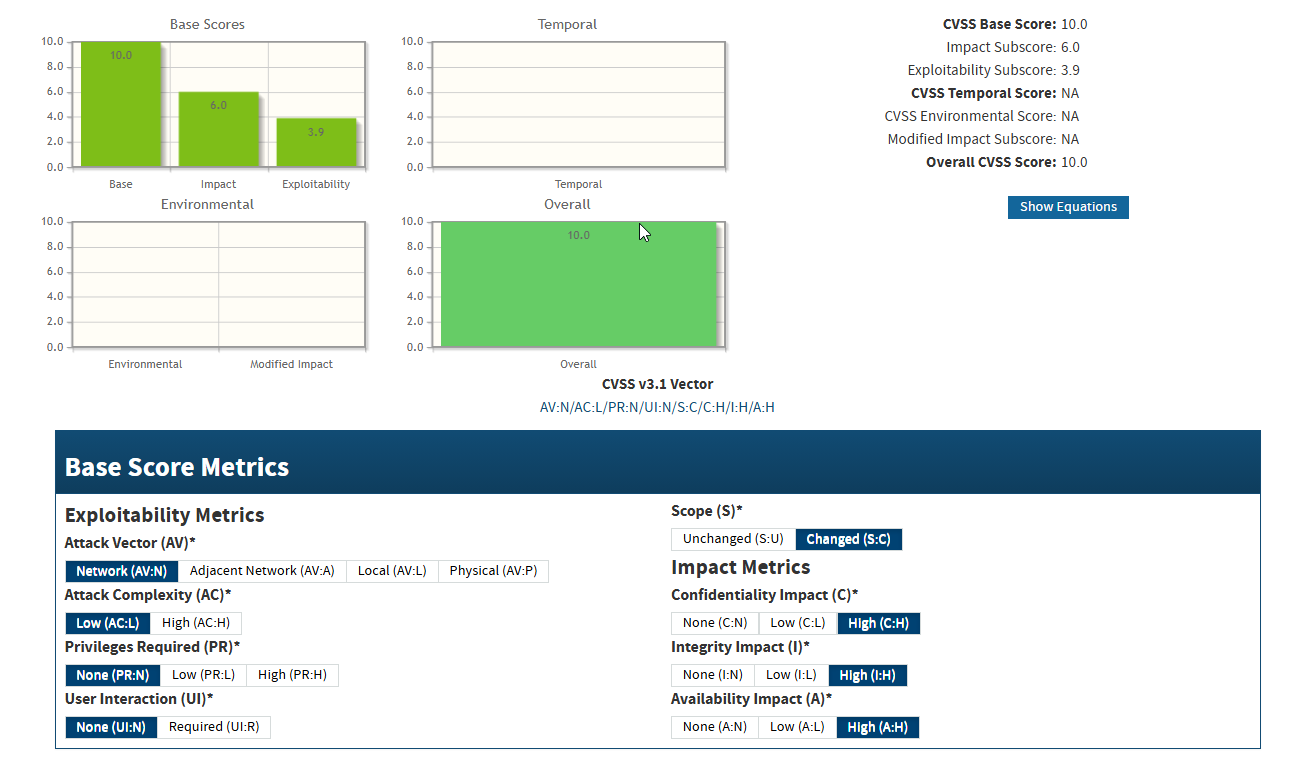 Base Scores
10.0
8.0
6.0
4.0
2.0
0.0
10.0
6.0
3.9
Base Impact Exploitability
Temporal
10.0
8.0
6.0
4.0
2.0
0.0
Temporal
CVSS Base Score: 10.0
Impact Subscore: 6.0
Exploitability Subscore: 3.9
CVSS Temporal Score: NA
CVSS Environmental Score: NA
Modified Impact Subscore: NA
Overall CVSS Score: 10.0
Show Equations
Environmental
10.0
8.0
6.0
4.0
2.0
0.0
Environmental Modified Impact
Overall
10.0
8.0
6.0
4.0
2.0
0.0
10.0
Overall
CVSS v3.1 Vector
AV:N/AC:L/PR:N/UI:N/S:C/C:H/I:H/A:H
Base Score Metrics
Exploitability Metrics
Attack Vector (AV)*
Network (AV:N) Adjacent Network (AV:A) Local (AV:L) Physical (AV:P)
Attack Complexity (AC)*
Low (AC:L) High (AC:H)
Privileges Required (PR)*
None (PR:N) Low (PR:L) High (PR:H)
User Interaction (UI)*
None (UI:N) Required (UI:R)
Scope (S)*
Unchanged (S:U) Changed (S:C)
Impact Metrics
Confidentiality Impact (C)*
None (C:N) Low (C:L) High (C:H)
Integrity Impact (I)*
None (I:N) Low (I:L) High (I:H)
Availability Impact (A)*
None (A:N) Low (A:L) High (A:H)